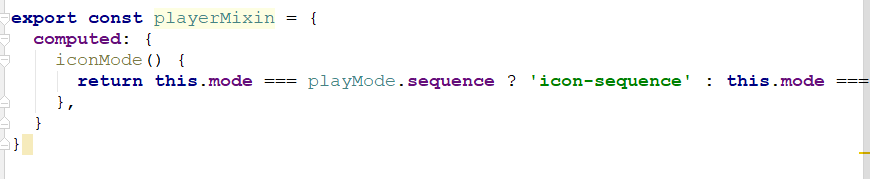 export const playerMixin = {
computed: {
iconMode() {
return this.mode === playMode.sequence ? 'icon-sequence' : this.mode ===
},
}
}